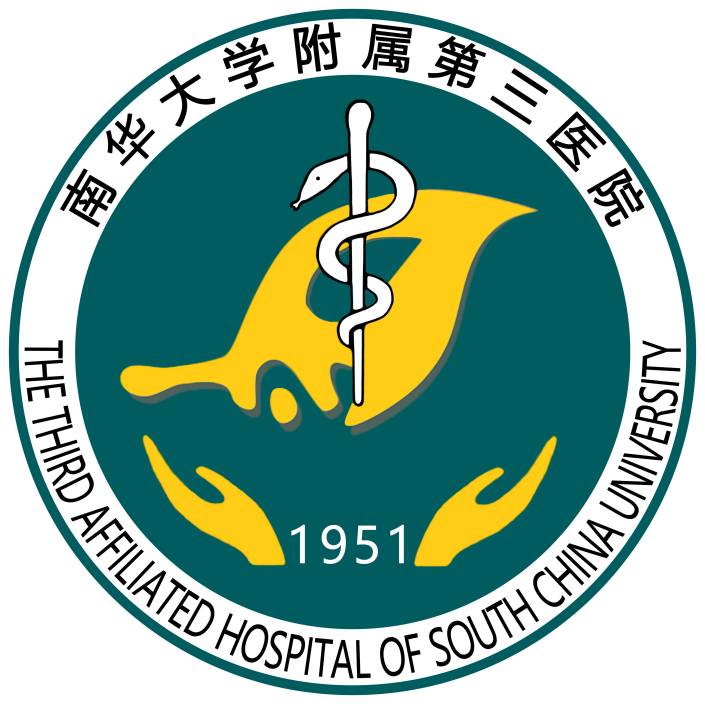 南华大学附属第三医院
1951
THE THIRD AFFILIATED HOSPITAL OF SOUTH CHINA UNIVERSITY